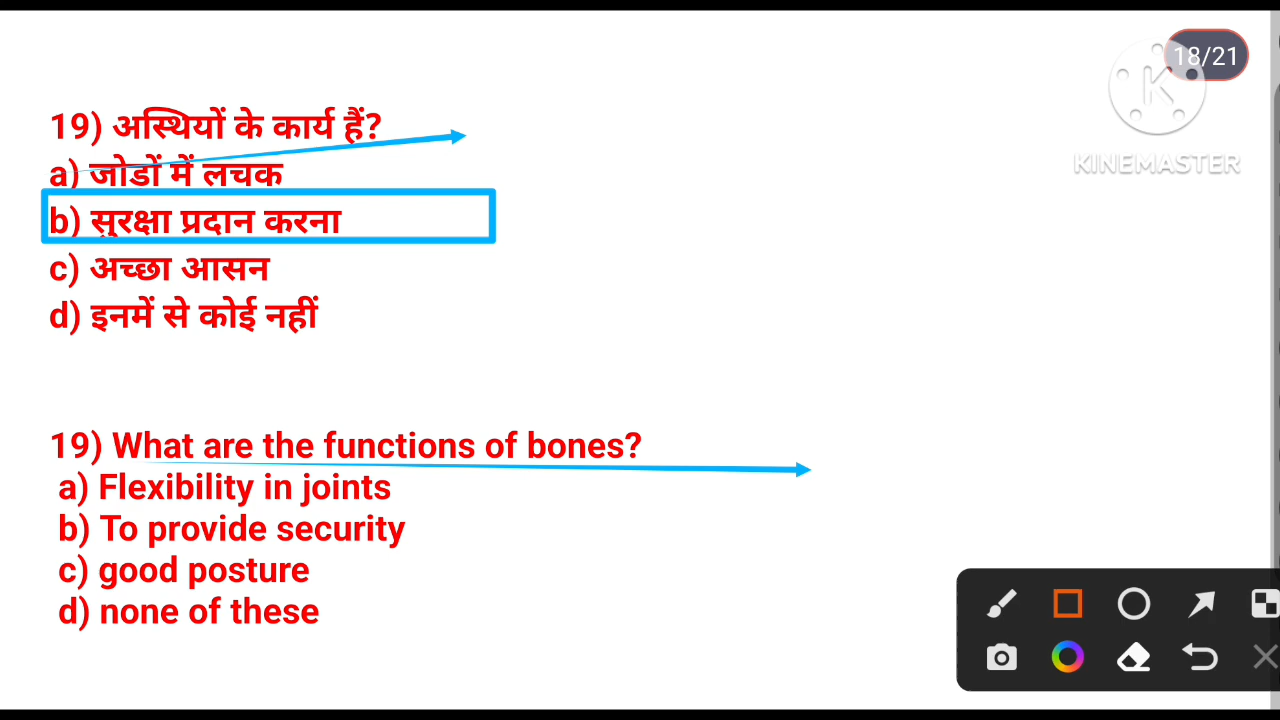 18/21
KINEMASTER
19) अस्थियों के कार्य हैं?
a) जोडों में लचक
b) सुरक्षा प्रदान करना
c) अच्छा आसन
d) इनमें से कोई नहीं
19) What are the functions of bones?
a) Flexibility in joints
b) To provide security
c) good posture
d) none of these